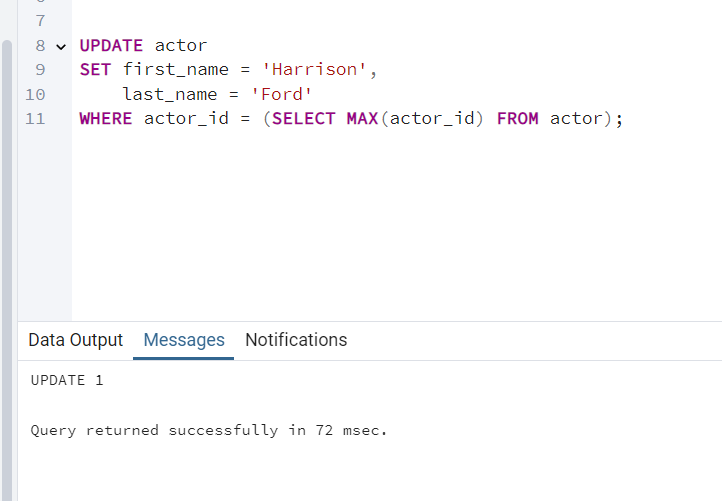 7
8 UPDATE actor
9 SET first_name = 'Harrison',
10     last_name = 'Ford'
11 WHERE actor_id = (SELECT MAX(actor_id) FROM actor);
Data Output Messages Notifications
UPDATE 1
Query returned successfully in 72 msec.